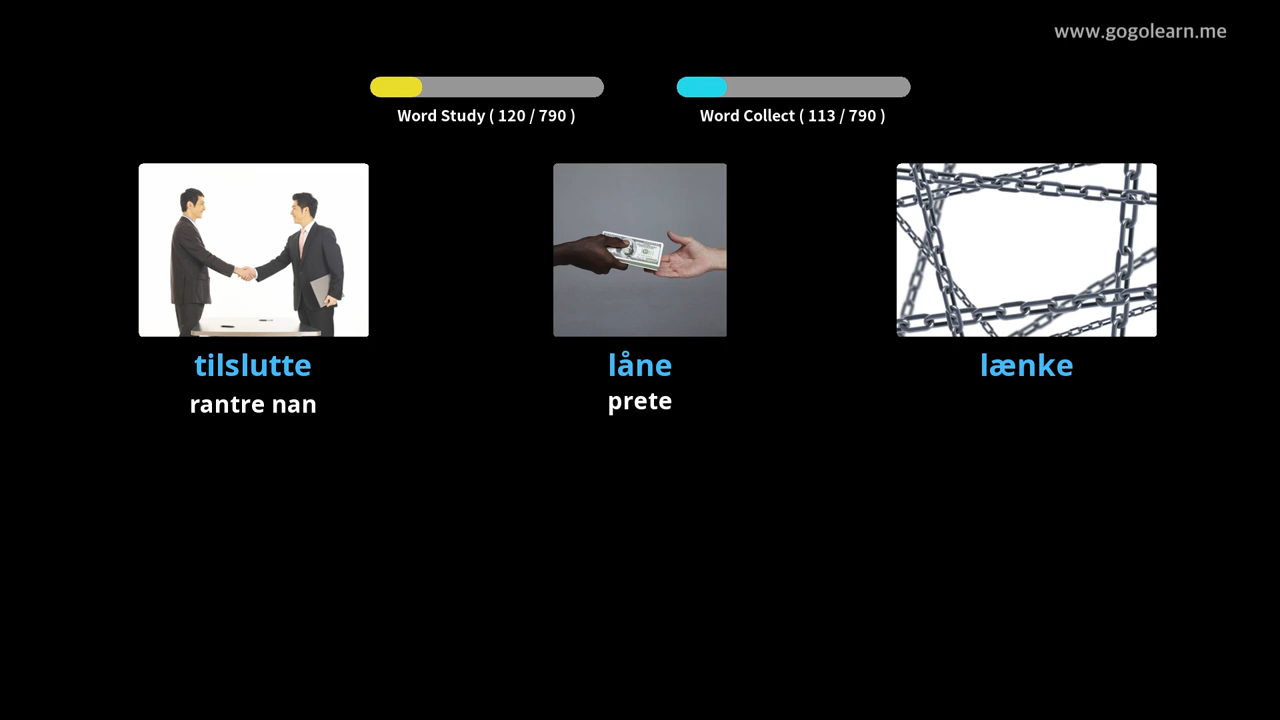 www.gogolearn.me
Word Study ( 120 / 790 )
Word Collect ( 113 / 790 )
tilslutte
låne
lænke
rantre nan
prete